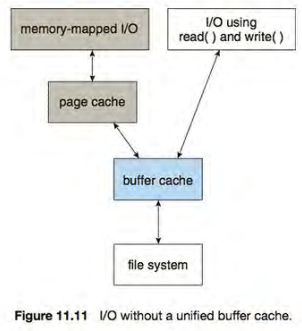 memory-mapped I/O
I/O using
read( ) and write( )
page cache
buffer cache
file system
Figure 11.11 I/O without a unified buffer cache.